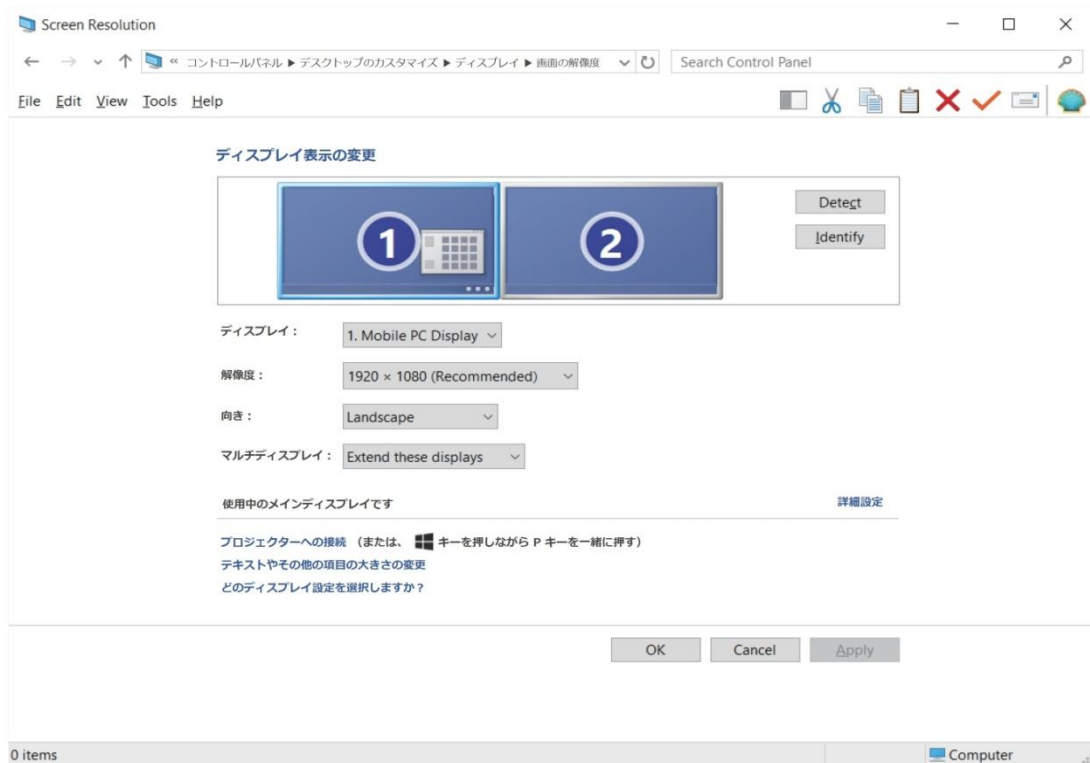 Screen Resolution
« コントロールパネル ▶ デスクトップのカスタマイズ ▶ ディスプレイ ▶ 画面の解像度
Search Control Panel
File Edit View Tools Help
ディスプレイ表示の変更
1
2
Detect
Identify
ディスプレイ： 1. Mobile PC Display
解像度： 1920 × 1080 (Recommended)
向き： Landscape
マルチディスプレイ： Extend these displays
使用中のメインディスプレイです 詳細設定
プロジェクターへの接続 （または、 キーを押しながら P キーを一緒に押す）
テキストやその他の項目の大きさの変更
どのディスプレイ設定を選択しますか？
OK Cancel Apply
0 items Computer